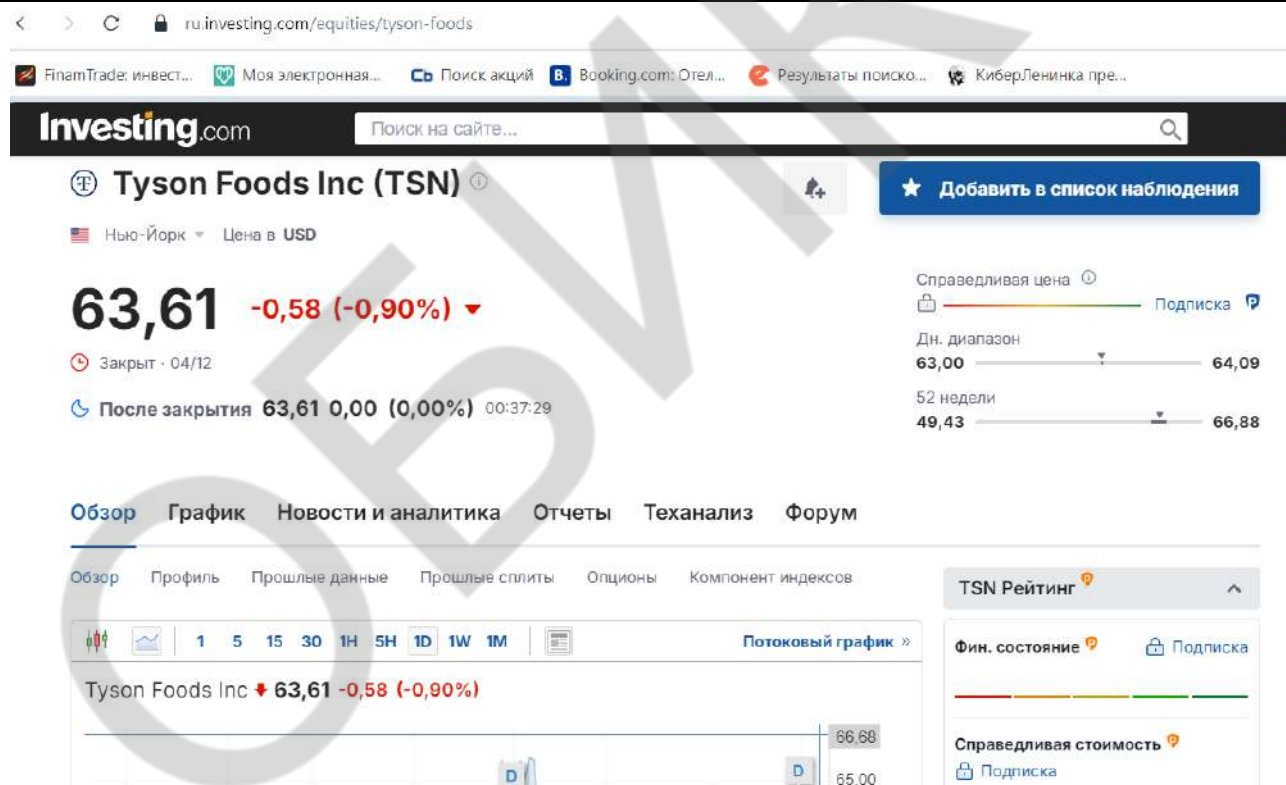 ru.investing.com/equities/tyson-foods
FinamTrade: инвест... Моя электронная... Сь Поиск акций B. Booking.com: Отел... Результаты поиско... КиберЛенинка пре...
Investing.com Поиск на сайте...
Tyson Foods Inc (TSN) Добавить в список наблюдения
Нью-Йорк Цена в USD
63,61 -0,58 (-0,90%)
Закрыт · 04/12
После закрытия 63,61 0,00 (0,00%) 00:37:29
Справедливая цена
Подписка
Дн. диапазон
63,00 64,09
52 недели
49,43 66,88
Обзор График Новости и аналитика Отчеты Теханализ Форум
Обзор Профиль Прошлые данные Прошлые сплиты Опционы Компонент индексов
1 5 15 30 1H 5H 1D 1W 1M Потоковый график »
Tyson Foods Inc 63,61 -0,58 (-0,90%)
66,68
D D 65,00
TSN Рейтинг
Фин. состояние Подписка
Справедливая стоимость
Подписка
ОБИК